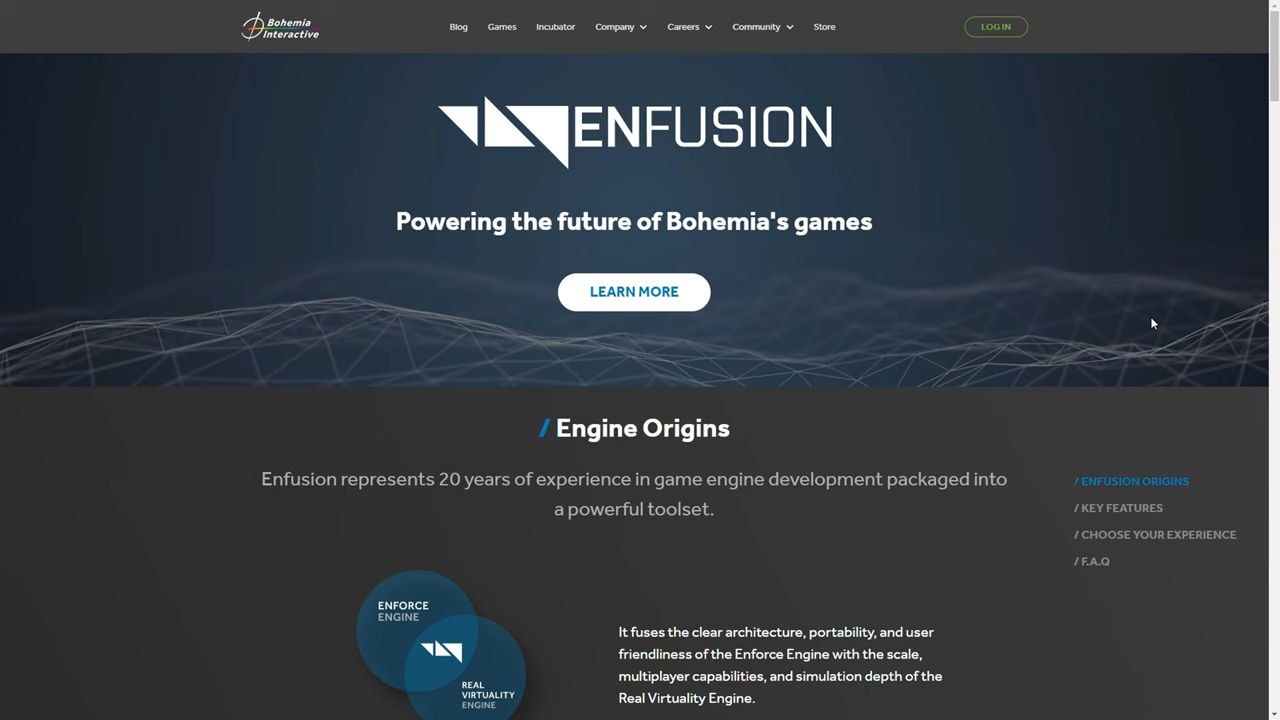 Bohemia
Interactive
Blog
Games
Incubator
Company
Careers
Community
Store
LOG IN
ENFUSION
Powering the future of Bohemia's games
LEARN MORE
/ Engine Origins
Enfusion represents 20 years of experience in game engine development packaged into
a powerful toolset.
/ ENFUSION ORIGINS
/ KEY FEATURES
/ CHOOSE YOUR EXPERIENCE
/ F.A.Q
ENFORCE
ENGINE
REAL
VIRTUALITY
ENGINE
It fuses the clear architecture, portability, and user
friendliness of the Enforce Engine with the scale,
multiplayer capabilities, and simulation depth of the
Real Virtuality Engine.